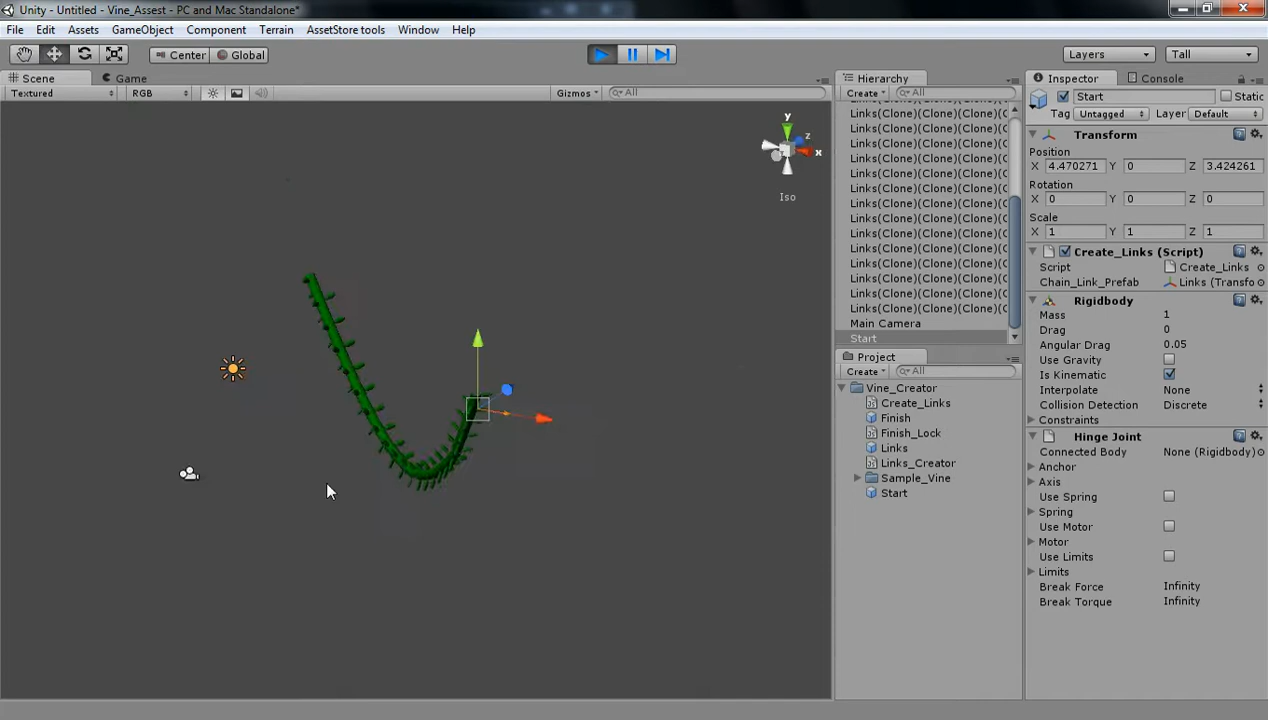 Unity - Untitled - Vine_Assest - PC and Mac Standalone*
File Edit Assets GameObject Component Terrain AssetStore tools Window Help
Center Global Layers Tall
Scene Game
Textured RGB Gizmos All
y
z
x
Iso
Hierarchy
Create All
Links(Clone)(Clone)(Clone)(
Links(Clone)(Clone)(Clone)(
Links(Clone)(Clone)(Clone)(
Links(Clone)(Clone)(Clone)(
Links(Clone)(Clone)(Clone)(
Links(Clone)(Clone)(Clone)(
Links(Clone)(Clone)(Clone)(
Links(Clone)(Clone)(Clone)(
Links(Clone)(Clone)(Clone)(
Links(Clone)(Clone)(Clone)(
Links(Clone)(Clone)(Clone)(
Links(Clone)(Clone)(Clone)(
Links(Clone)(Clone)(Clone)(
Links(Clone)(Clone)(Clone)(
Main Camera
Start
Project
Create All
Vine_Creator
Create_Links
Finish
Finish_Lock
Links
Links_Creator
Sample_Vine
Start
Inspector Console
Start Static
Tag Untagged Layer Default
Transform
Position
X 4.470271 Y 0 Z 3.424261
Rotation
X 0 Y 0 Z 0
Scale
X 1 Y 1 Z 1
Create_Links (Script)
Script Create_Links
Chain_Link_Prefab Links (Transfo
Rigidbody
Mass 1
Drag 0
Angular Drag 0.05
Use Gravity
Is Kinematic
Interpolate None
Collision Detection Discrete
Constraints
Hinge Joint
Connected Body None (Rigidbody)
Anchor
Axis
Use Spring
Spring
Use Motor
Motor
Use Limits
Limits
Break Force Infinity
Break Torque Infinity